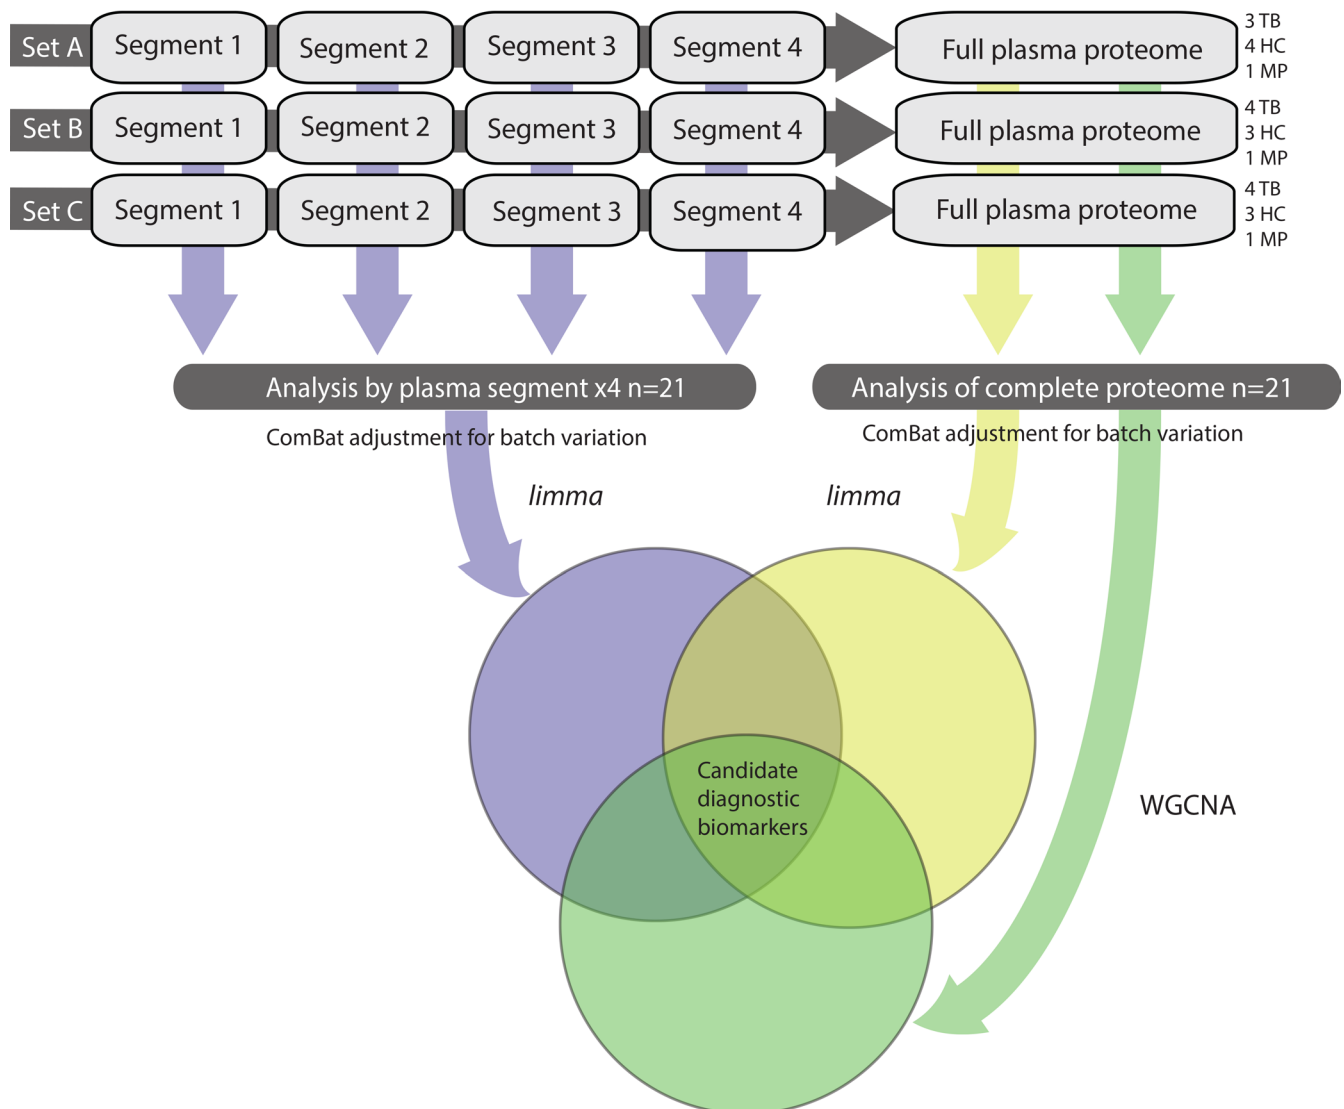 Set A
Segment 1
Segment 2
Segment 3
Segment 4
Full plasma proteome
3 TB
4 HC
1 MP
Set B
Segment 1
Segment 2
Segment 3
Segment 4
Full plasma proteome
4 TB
3 HC
1 MP
Set C
Segment 1
Segment 2
Segment 3
Segment 4
Full plasma proteome
4 TB
3 HC
1 MP
Analysis by plasma segment x4 n=21
Analysis of complete proteome n=21
ComBat adjustment for batch variation
ComBat adjustment for batch variation
limma
limma
Candidate
diagnostic
biomarkers
WGCNA